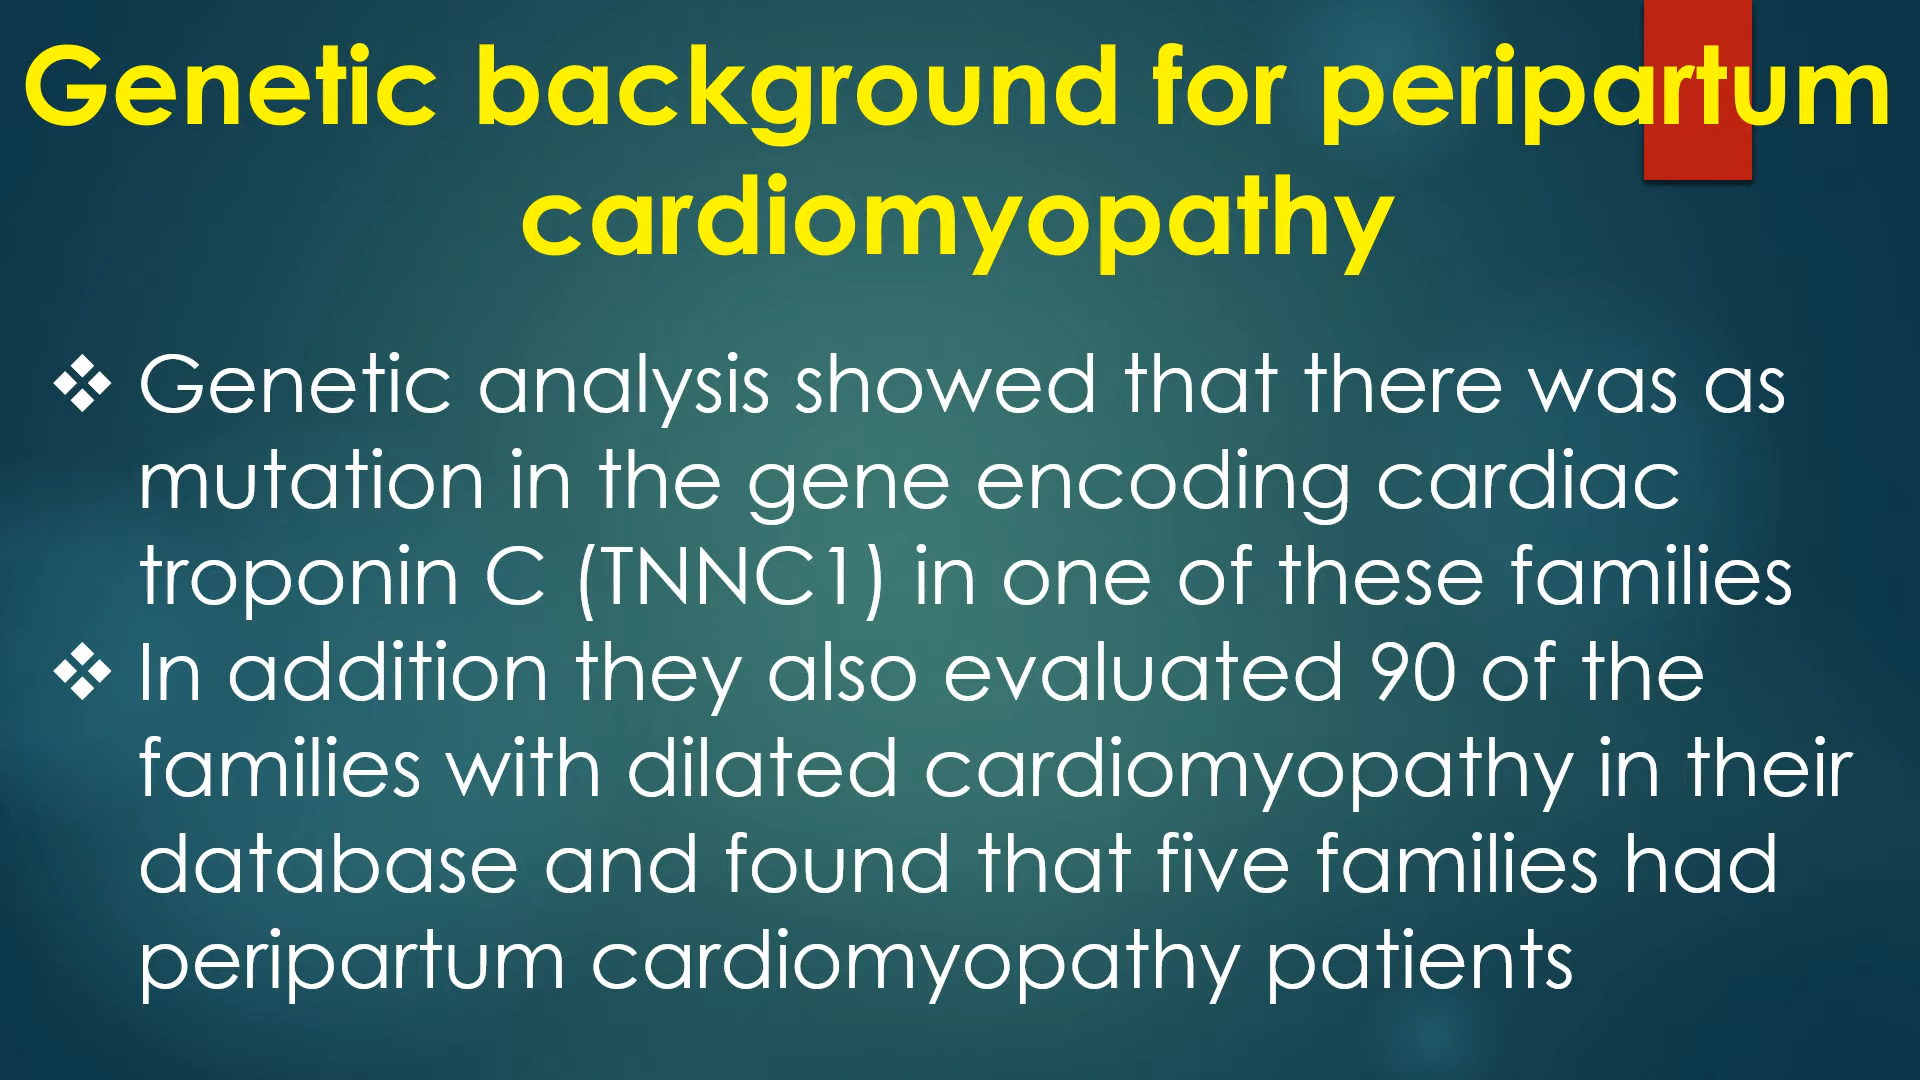 Genetic background for peripartum
cardiomyopathy
❖ Genetic analysis showed that there was as
mutation in the gene encoding cardiac
troponin C (TNNC1) in one of these families
❖ In addition they also evaluated 90 of the
families with dilated cardiomyopathy in their
database and found that five families had
peripartum cardiomyopathy patients